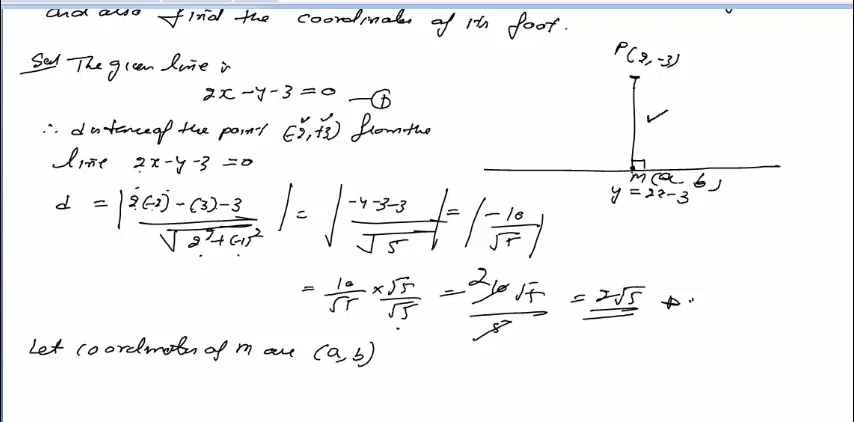 and also find the coordinates of its foot.
Sol The given line is
2x - y - 3 = 0 —①
∴ distance of the point (-2, +3) from the
line 2x - y - 3 = 0
d = |2(-2) - (3) - 3 / √2²+(-1)²| = |-4-3-3 / √5| = |-10 / √5|
= 10/√5 × √5/√5 = 2 10√5 / 5 = 2√5
Let coordinates of M are (a, b)
P(2, -3)
M(a, b)
y = 2x - 3